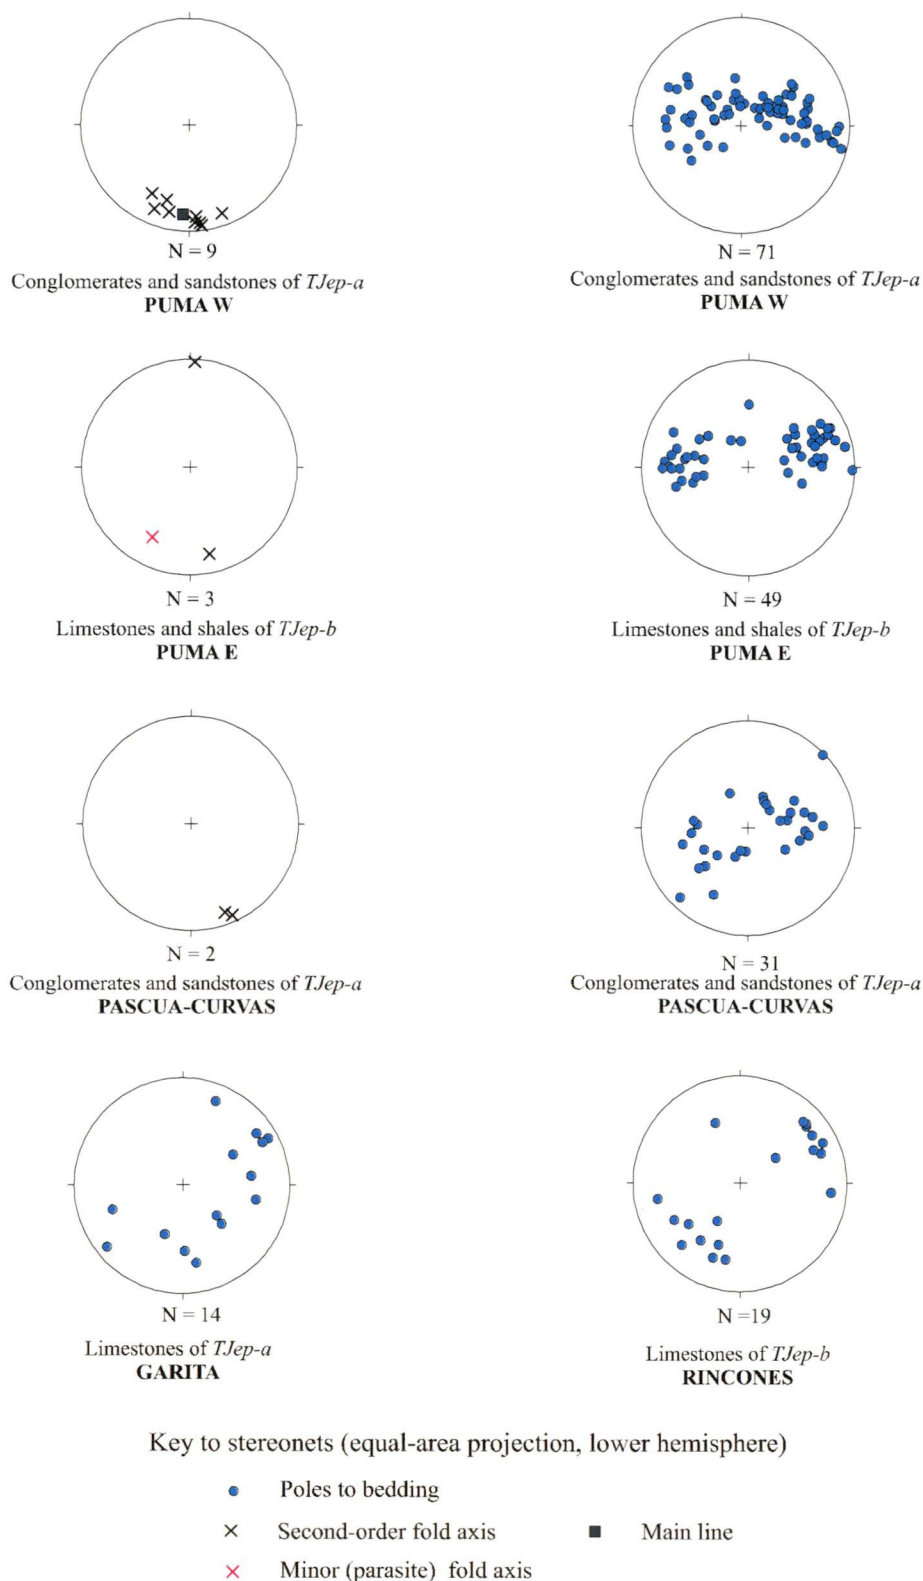 N = 9
Conglomerates and sandstones of TJep-a
PUMA W
N = 71
Conglomerates and sandstones of TJep-a
PUMA W
N = 3
Limestones and shales of TJep-b
PUMA E
N = 49
Limestones and shales of TJep-b
PUMA E
N = 2
Conglomerates and sandstones of TJep-a
PASCUA-CURVAS
N = 31
Conglomerates and sandstones of TJep-a
PASCUA-CURVAS
N = 14
Limestones of TJep-a
GARITA
N =19
Limestones of TJep-b
RINCONES
Key to stereonets (equal-area projection, lower hemisphere)
Poles to bedding
Second-order fold axis
Main line
Minor (parasite) fold axis